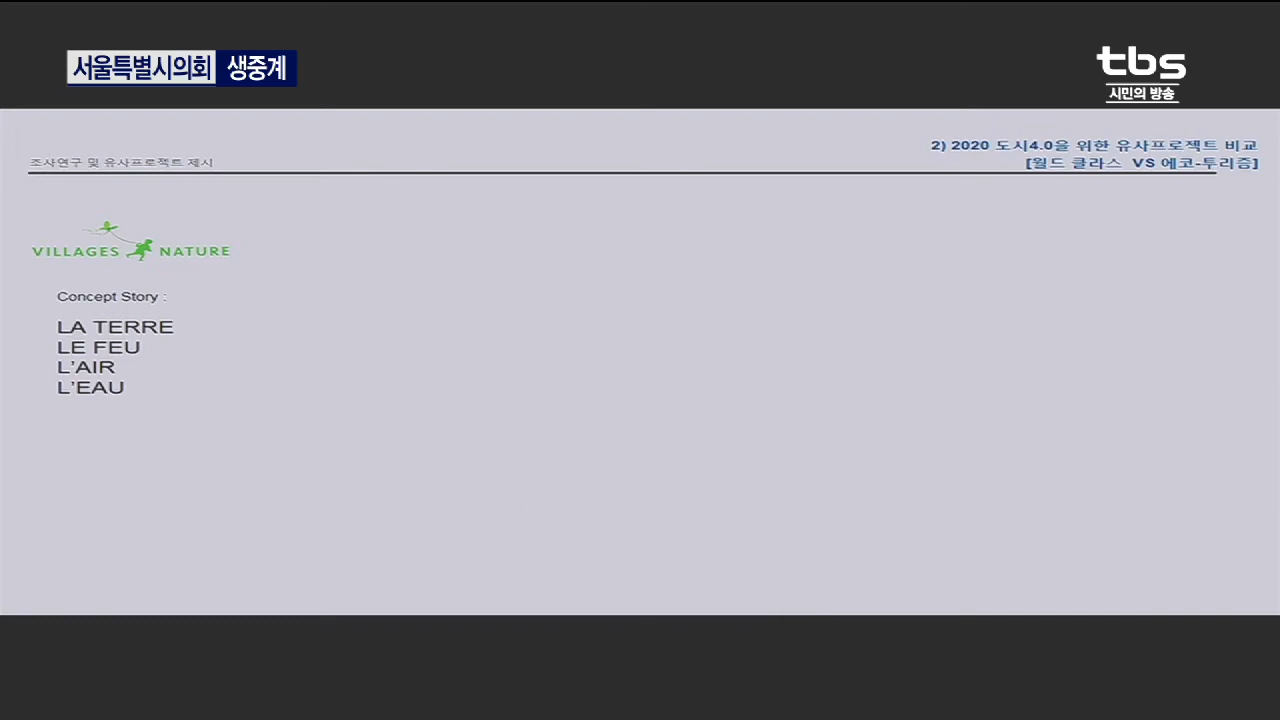 서울특별시의회 생중계
tbs
시민의 방송
2) 2020 도시4.0을 위한 유사프로젝트 비교
조사연구 및 유사프로젝트 제시
[월드 클라스 VS 에코-투리즘]
VILLAGES NATURE
Concept Story :
LA TERRE
LE FEU
L'AIR
L'EAU